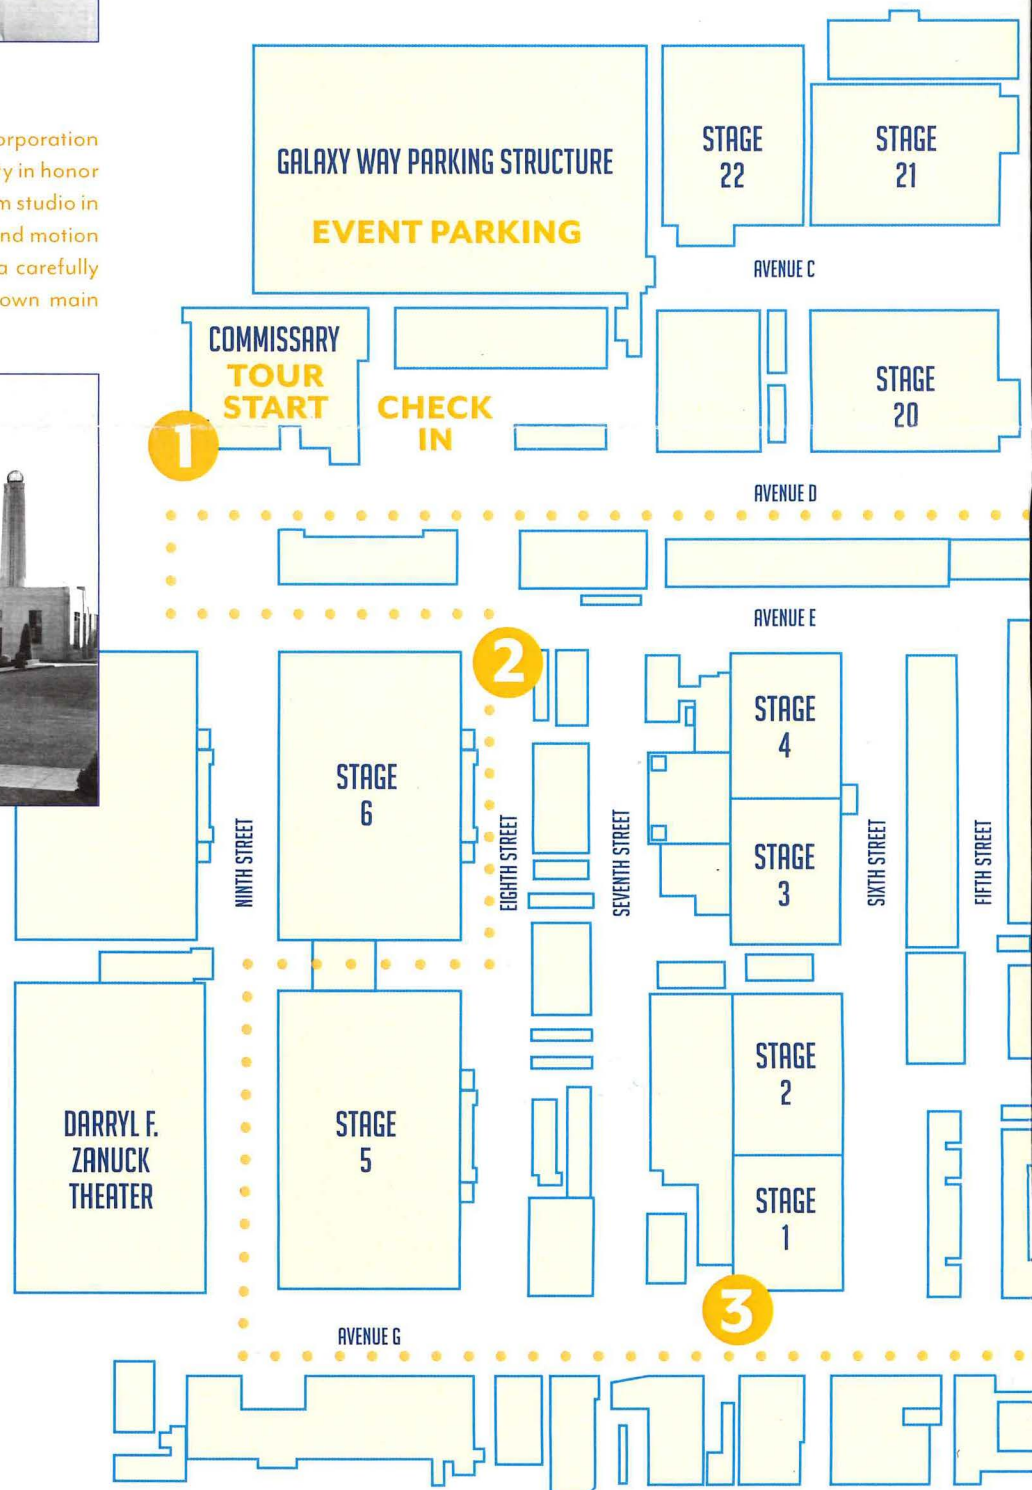 orporation
ty in honor
m studio in
nd motion
a carefully
own main
GALAXY WAY PARKING STRUCTURE
EVENT PARKING
STAGE
22
STAGE
21
AVENUE C
COMMISSARY
TOUR
START
CHECK
IN
1
STAGE
20
AVENUE D
AVENUE E
2
STAGE
4
STAGE
6
STAGE
3
NINTH STREET
EIGHTH STREET
SEVENTH STREET
SIXTH STREET
FIFTH STREET
STAGE
2
DARRYL F.
ZANUCK
THEATER
STAGE
5
STAGE
1
3
AVENUE G